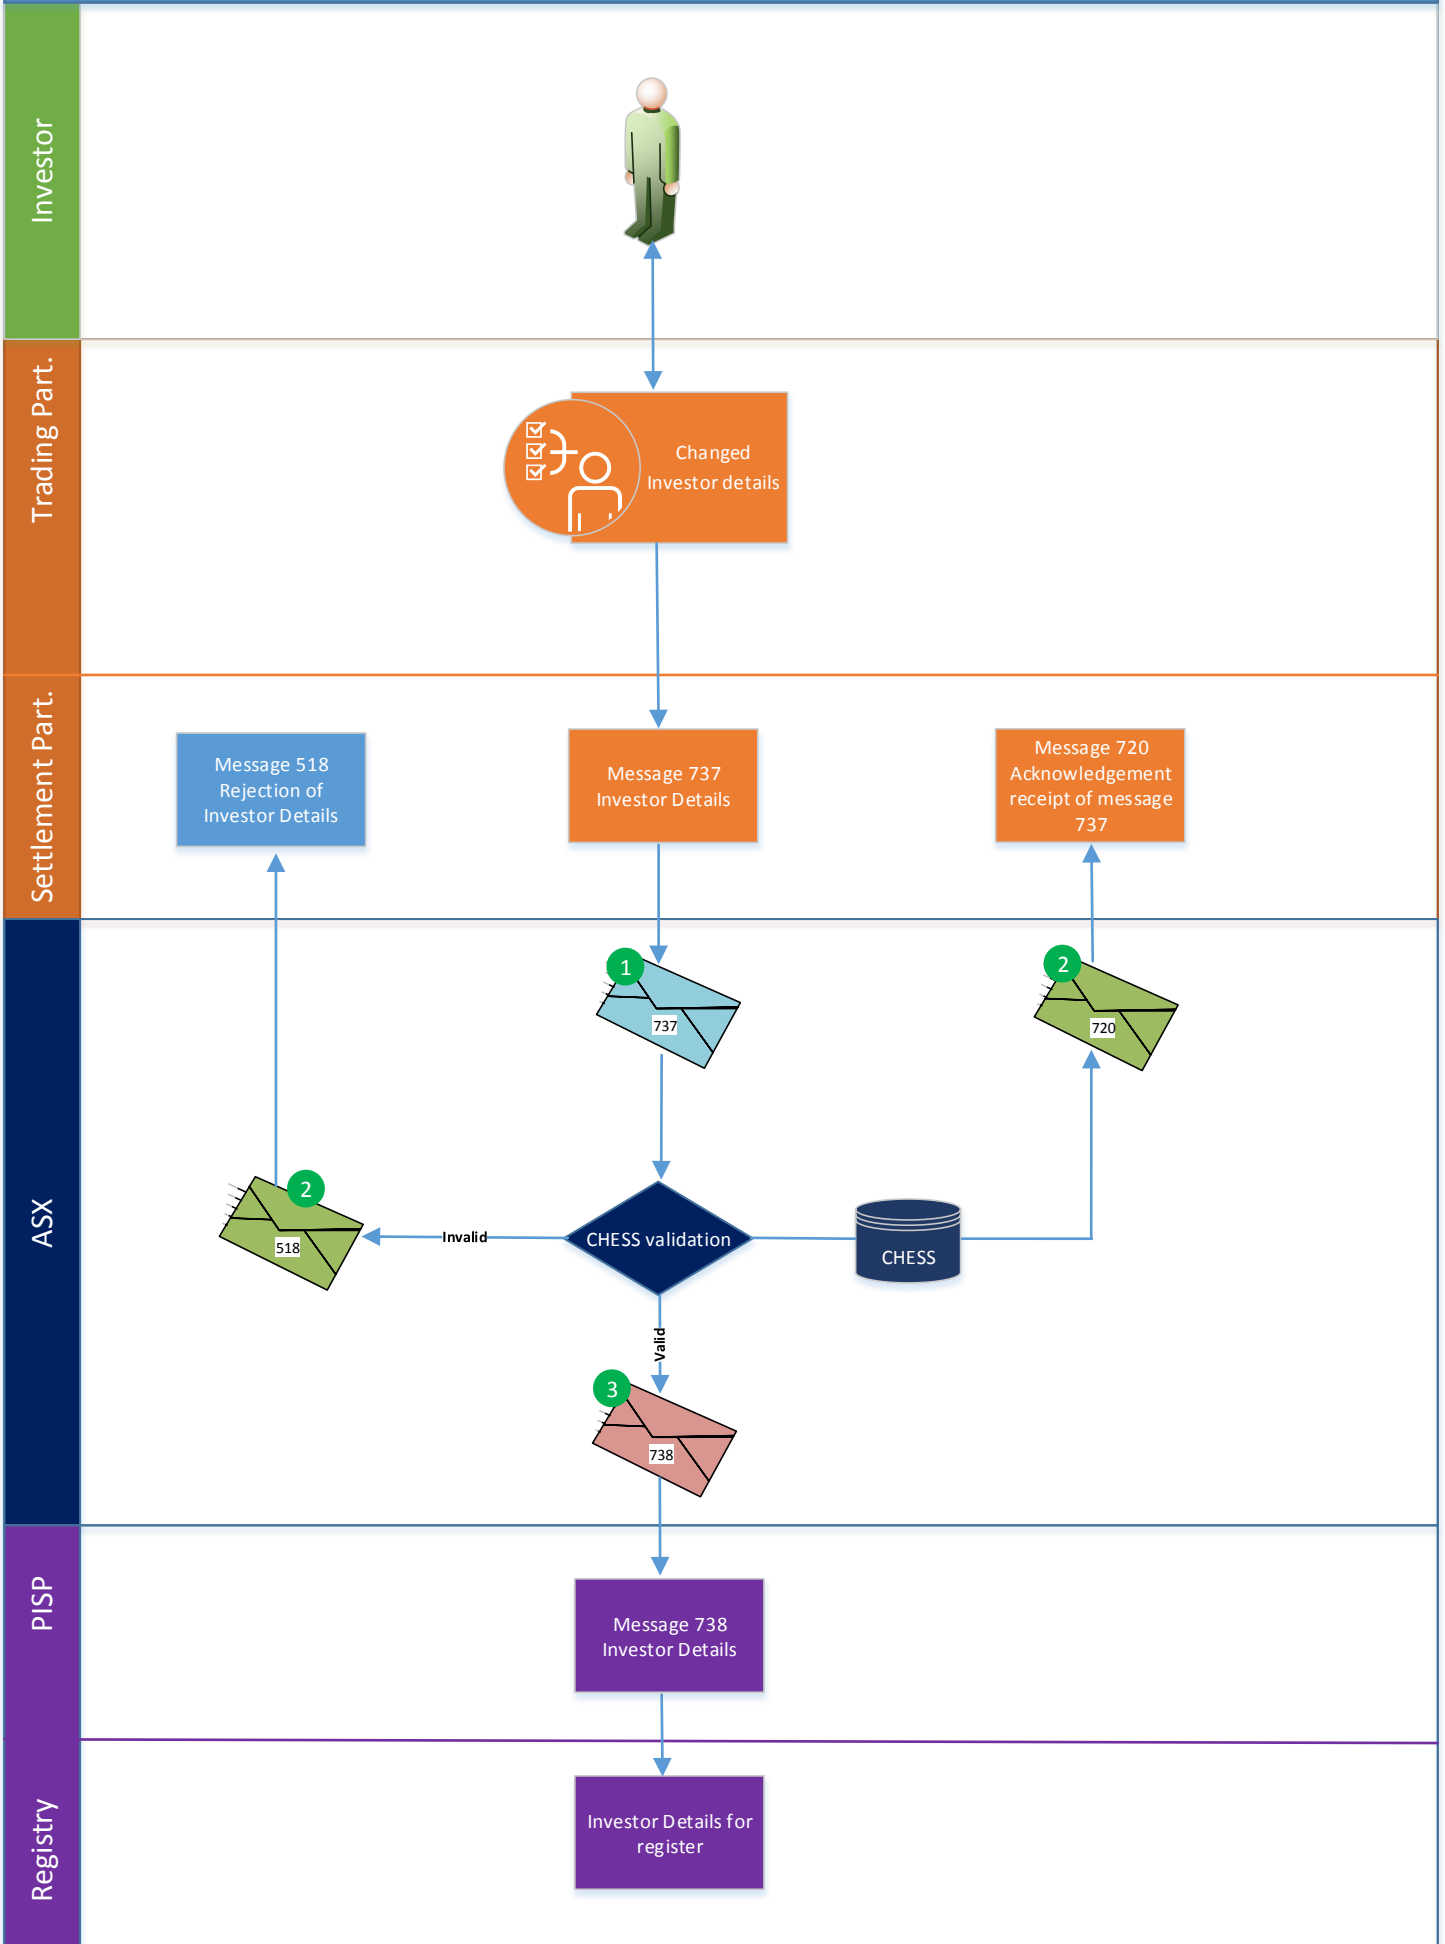 Investor
Trading Part.
Changed
Investor details
Settlement Part.
Message 518
Rejection of
Investor Details
Message 737
Investor Details
Message 720
Acknowledgement
receipt of message
737
ASX
1
737
2
720
2
518
Invalid
CHESS validation
CHESS
Valid
3
738
PISP
Message 738
Investor Details
Registry
Investor Details for
register